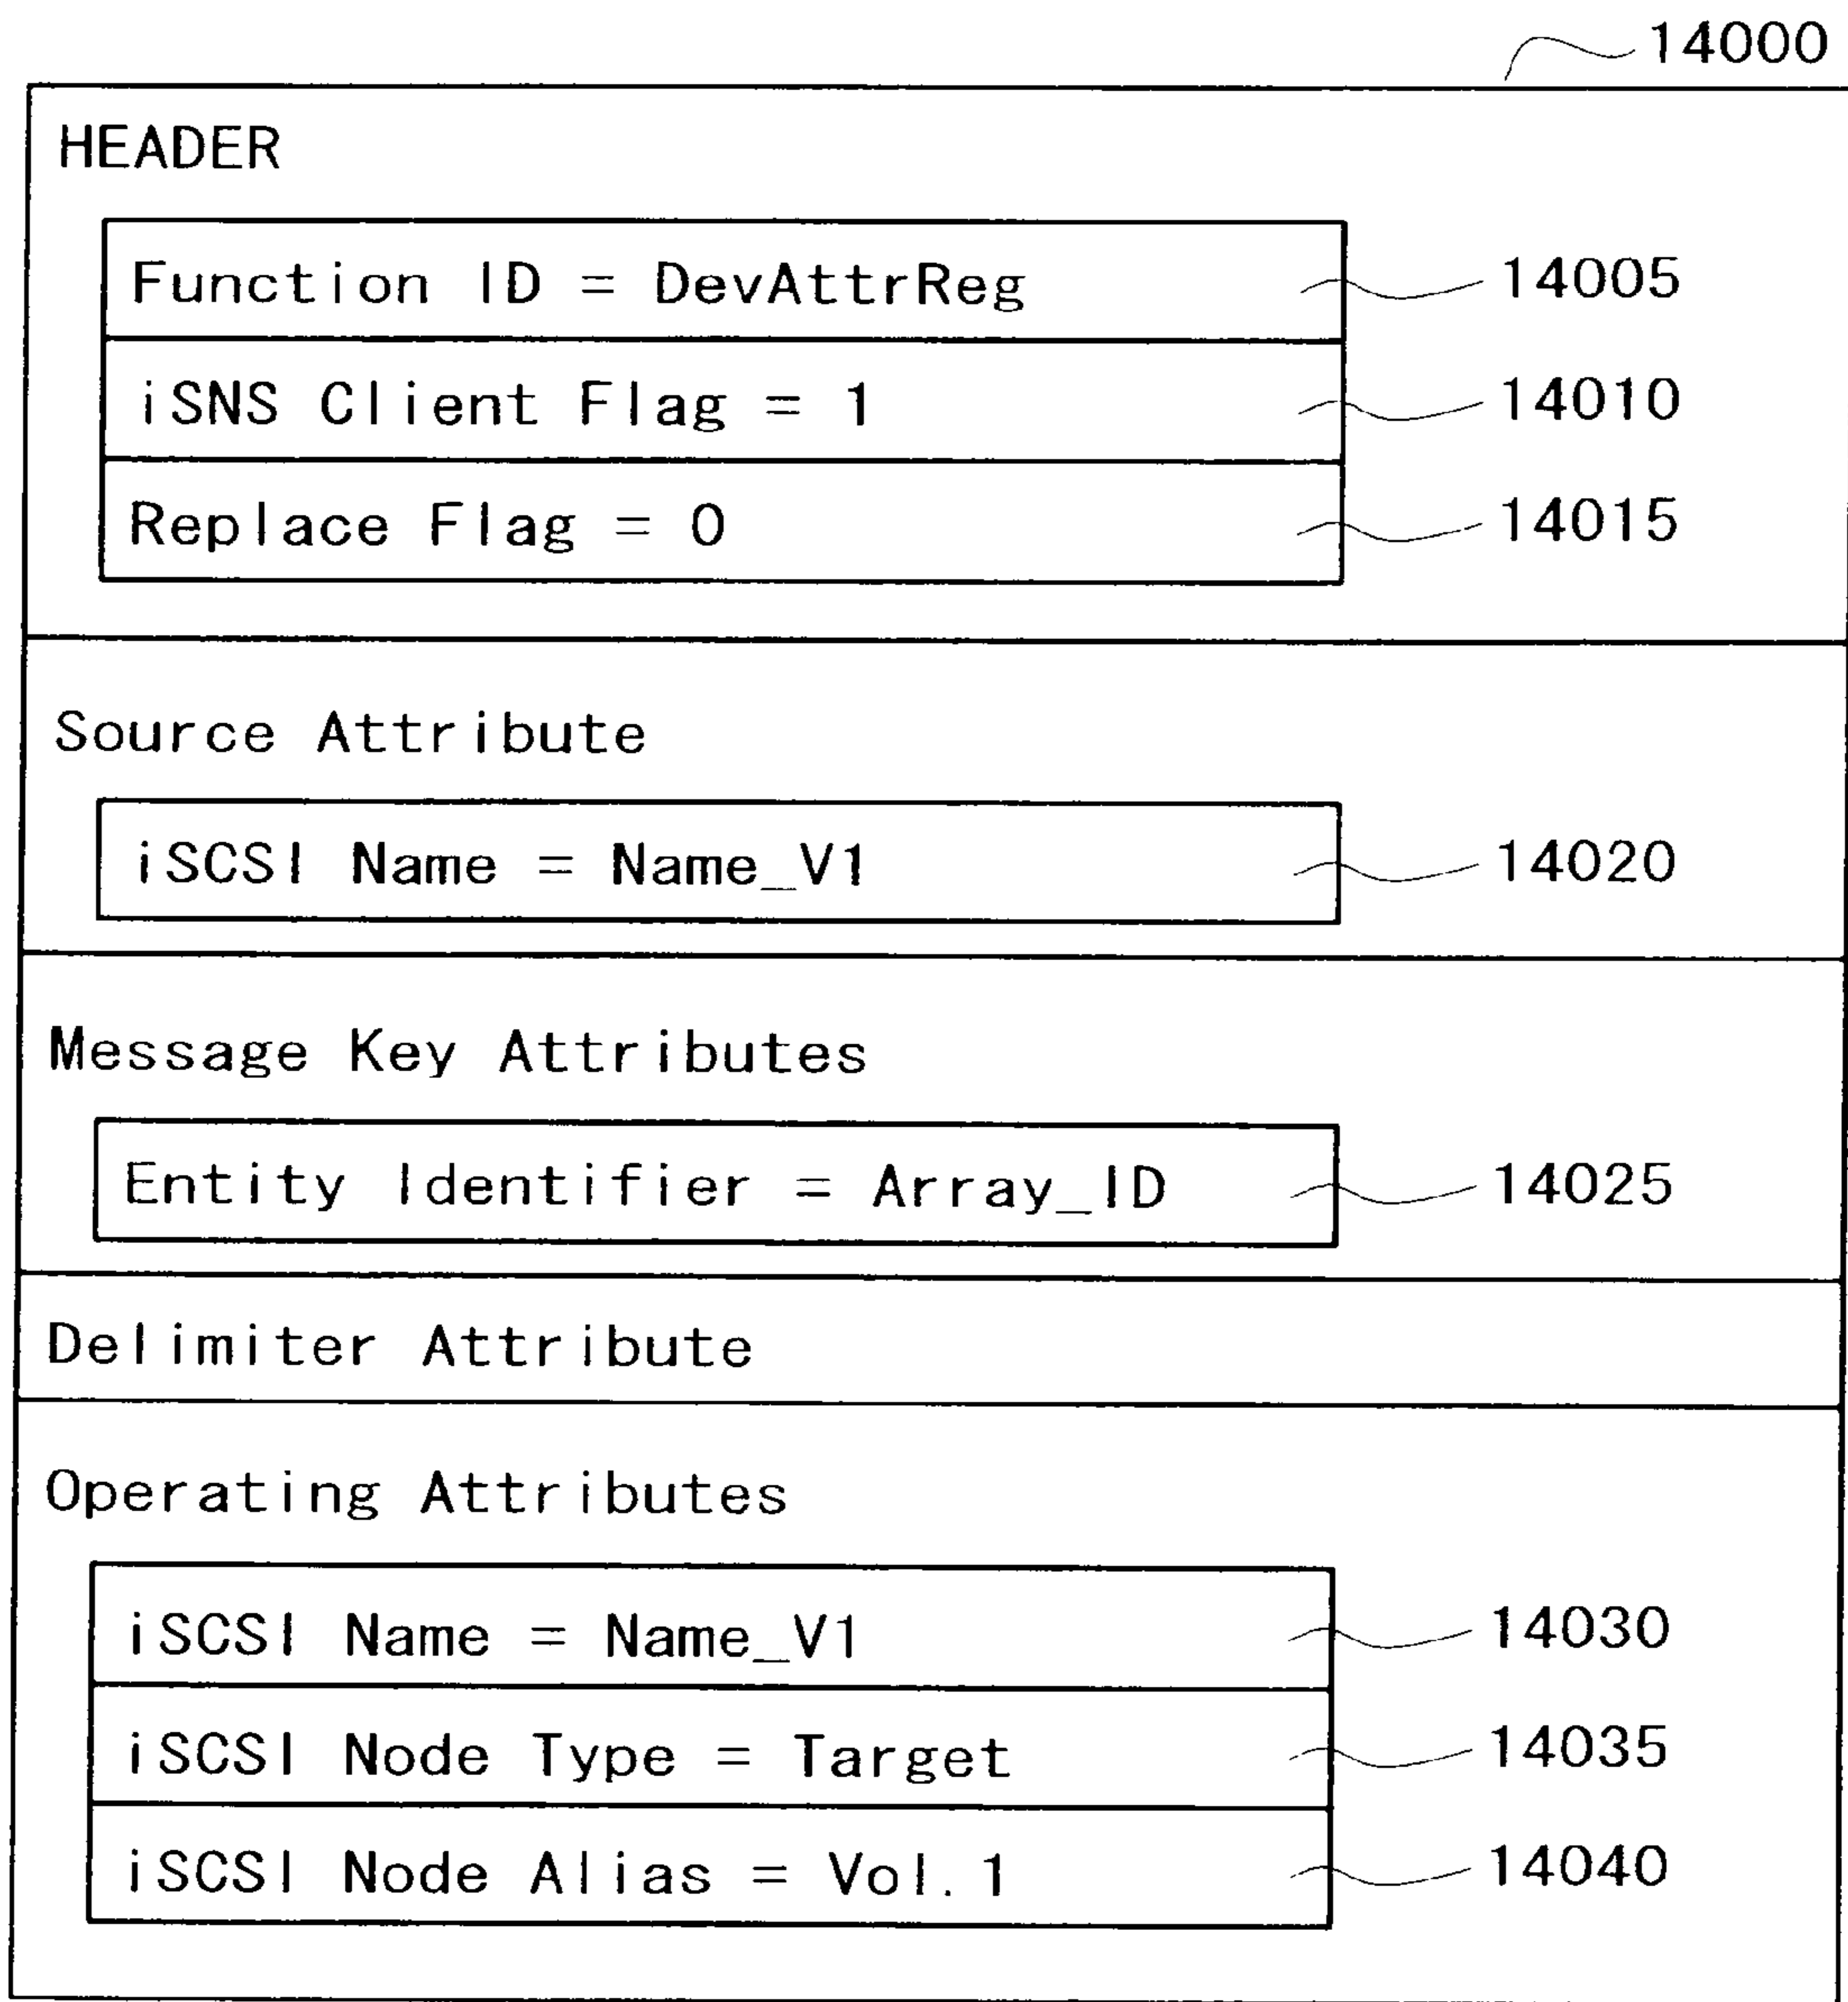 14000
HEADER
Function ID = DevAttrReg 14005
iSNS Client Flag = 1 14010
Replace Flag = 0 14015
Source Attribute
iSCSI Name = Name_V1 14020
Message Key Attributes
Entity Identifier = Array_ID 14025
Delimiter Attribute
Operating Attributes
iSCSI Name = Name_V1 14030
iSCSI Node Type = Target 14035
iSCSI Node Alias = Vol.1 14040